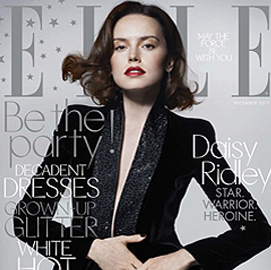 ELLE
MAY THE
FORCE
BE
WITH YOU
Be the
party!
DECADENT
DRESSES
GROWN-UP
GLITTER
WHITE
HOT
Daisy
Ridley
STAR.
WARRIOR.
HEROINE.